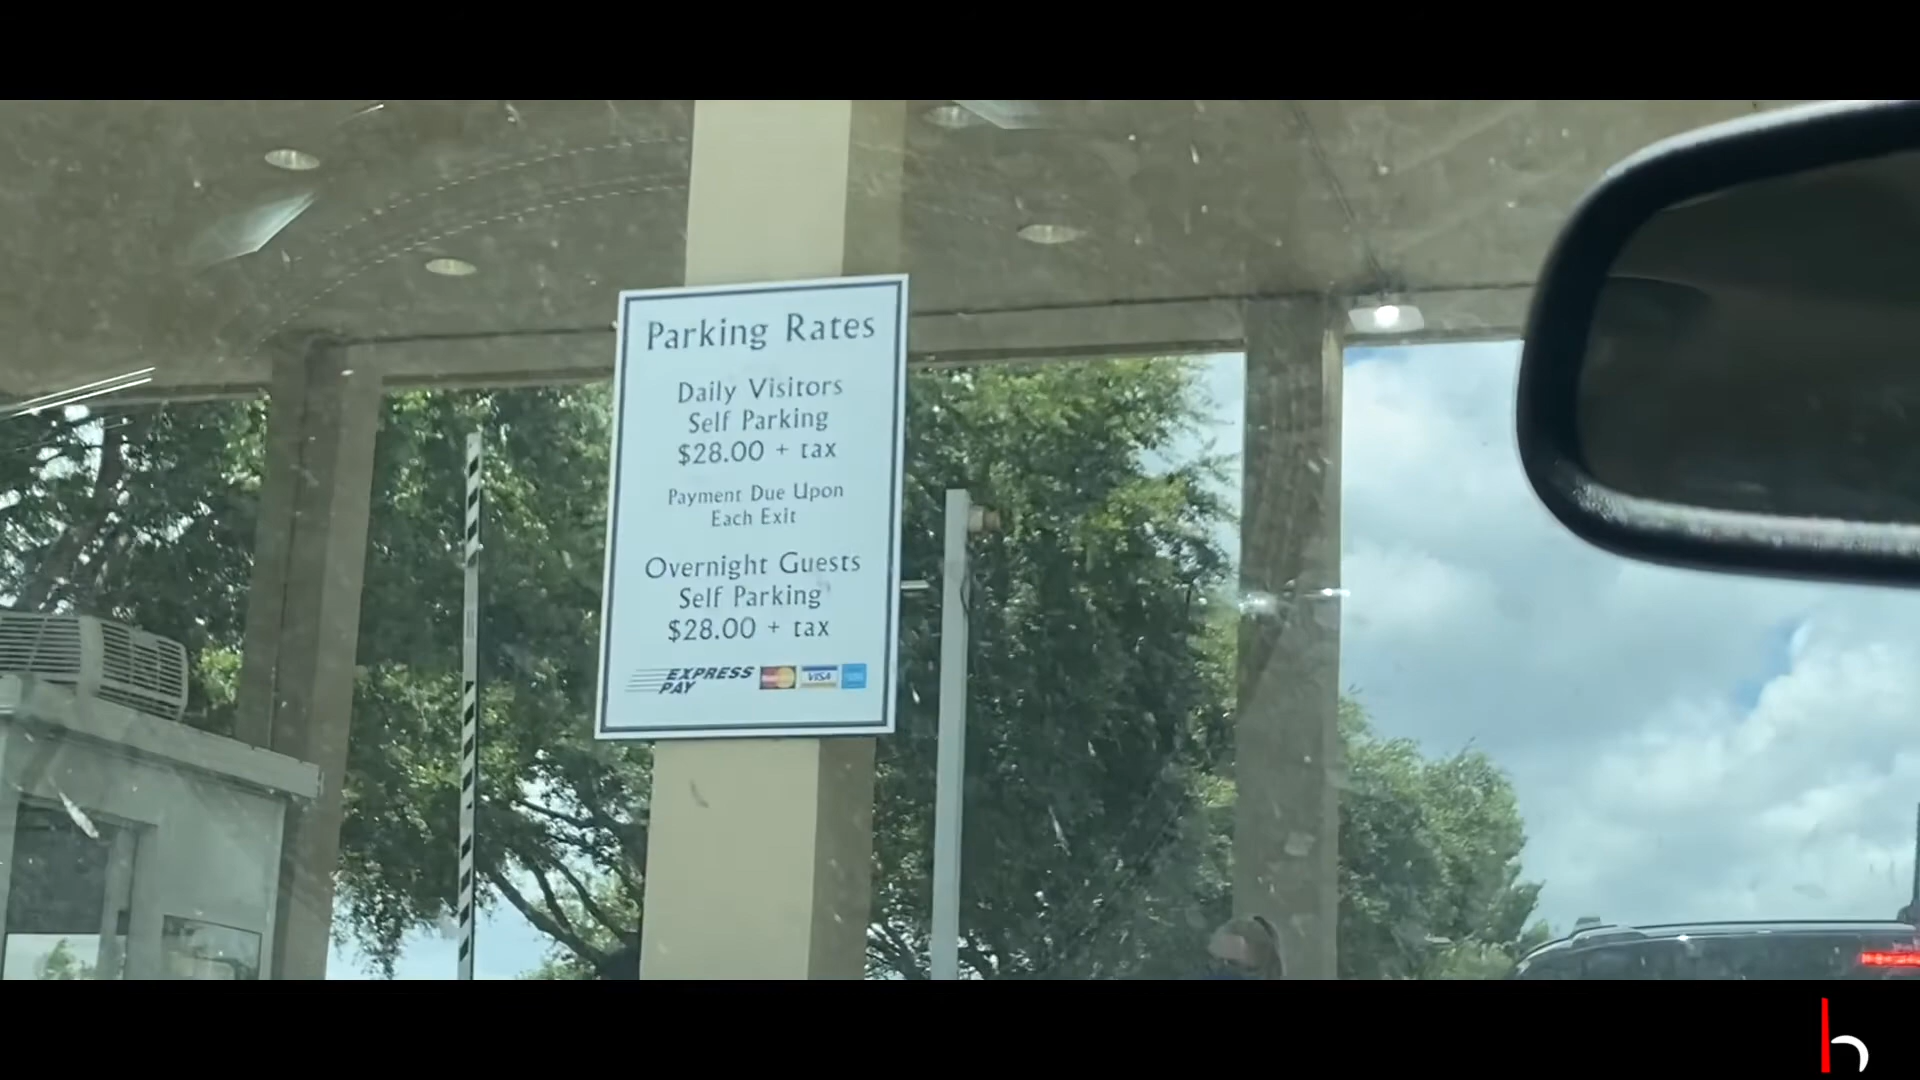 Parking Rates
Daily Visitors
Self Parking
$28.00 + tax
Payment Due Upon
Each Exit
Overnight Guests
Self Parking
$28.00 + tax
EXPRESS
PAY
VISA
h